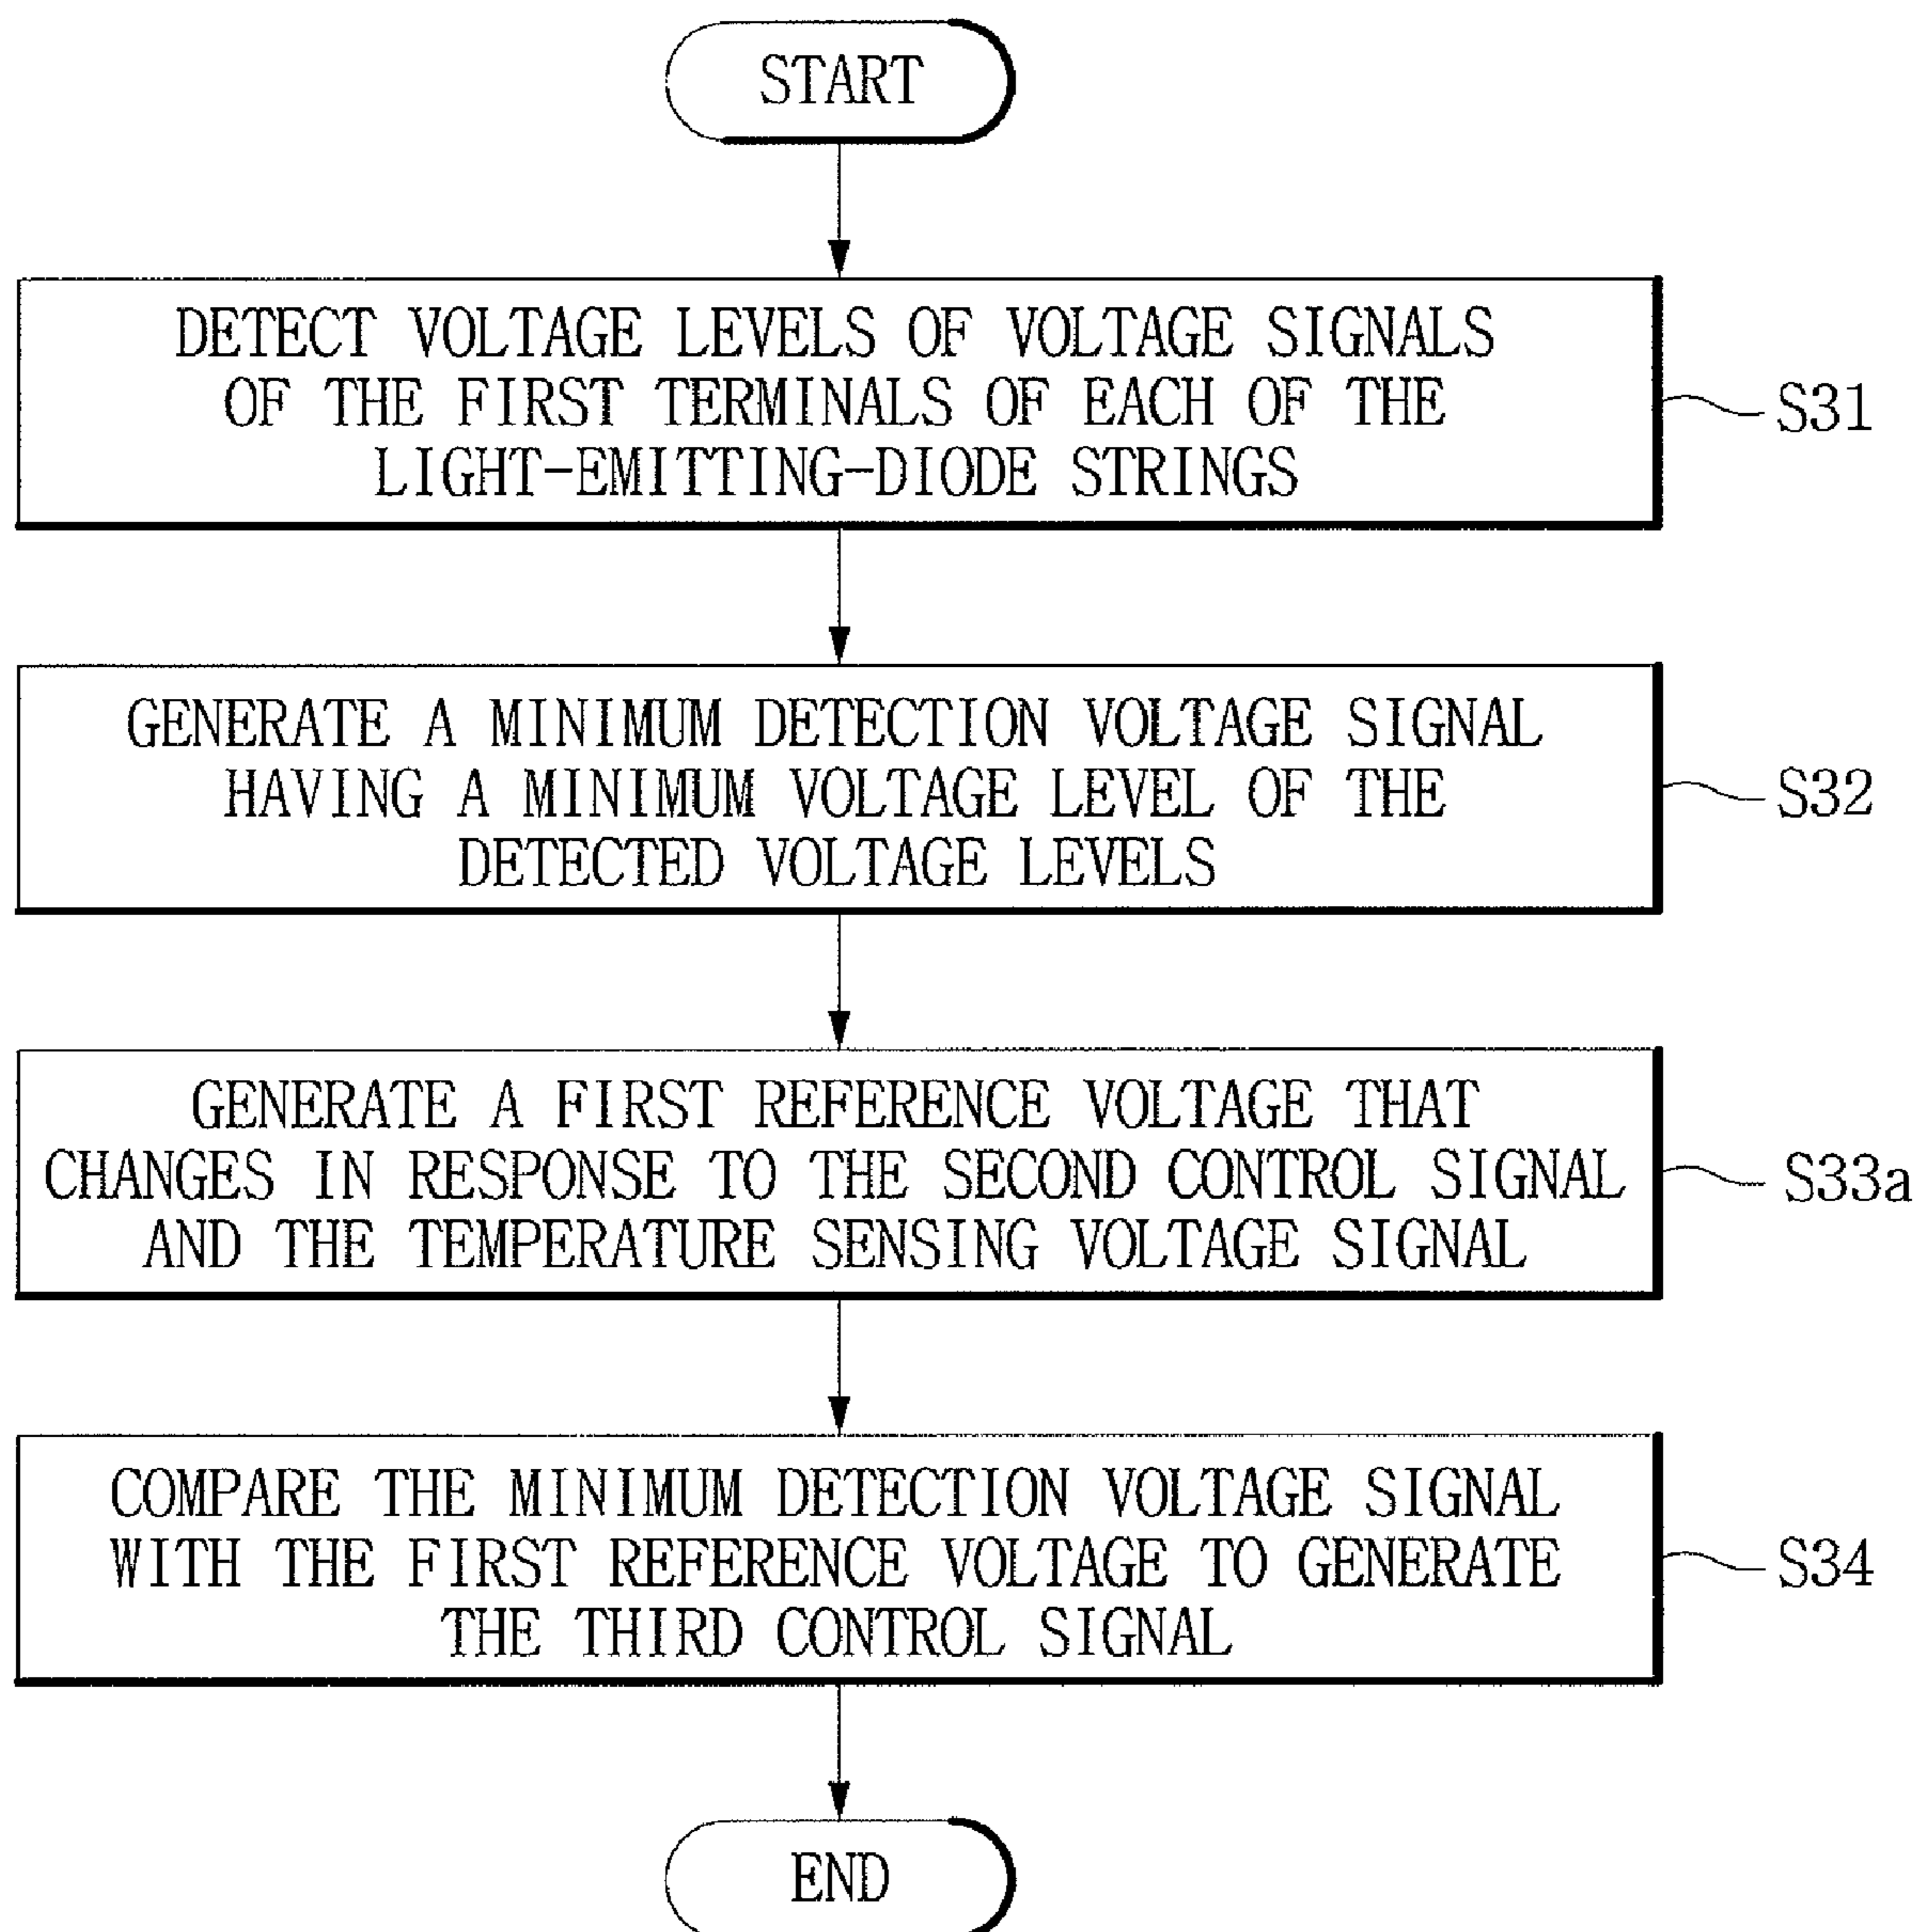 START
DETECT VOLTAGE LEVELS OF VOLTAGE SIGNALS
OF THE FIRST TERMINALS OF EACH OF THE
LIGHT-EMITTING-DIODE STRINGS
S31
GENERATE A MINIMUM DETECTION VOLTAGE SIGNAL
HAVING A MINIMUM VOLTAGE LEVEL OF THE
DETECTED VOLTAGE LEVELS
S32
GENERATE A FIRST REFERENCE VOLTAGE THAT
CHANGES IN RESPONSE TO THE SECOND CONTROL SIGNAL
AND THE TEMPERATURE SENSING VOLTAGE SIGNAL
S33a
COMPARE THE MINIMUM DETECTION VOLTAGE SIGNAL
WITH THE FIRST REFERENCE VOLTAGE TO GENERATE
THE THIRD CONTROL SIGNAL
S34
END